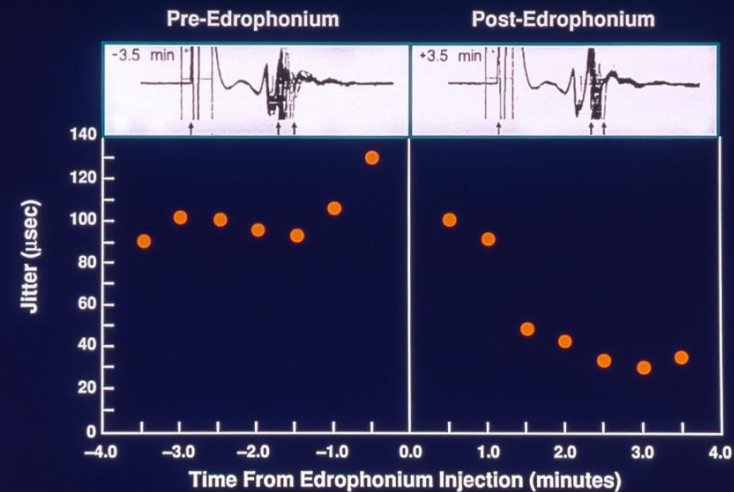 Pre-Edrophonium
Post-Edrophonium
-3.5 min
+3.5 min
140
120
100
80
60
40
20
0
Jitter (μsec)
–4.0 –3.0 –2.0 –1.0 0.0 1.0 2.0 3.0 4.0
Time From Edrophonium Injection (minutes)